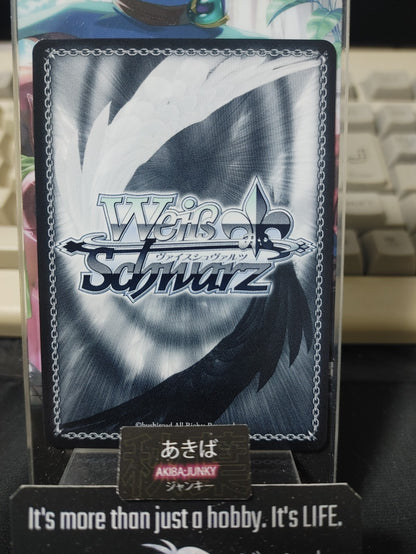 Weiß
ヴァイスシュヴァルツ
Schwarz
©bushiroad All Rights Reserved.
あきば
AKIBA-JUNKY
ジャンキー
It's more than just a hobby. It's LIFE.